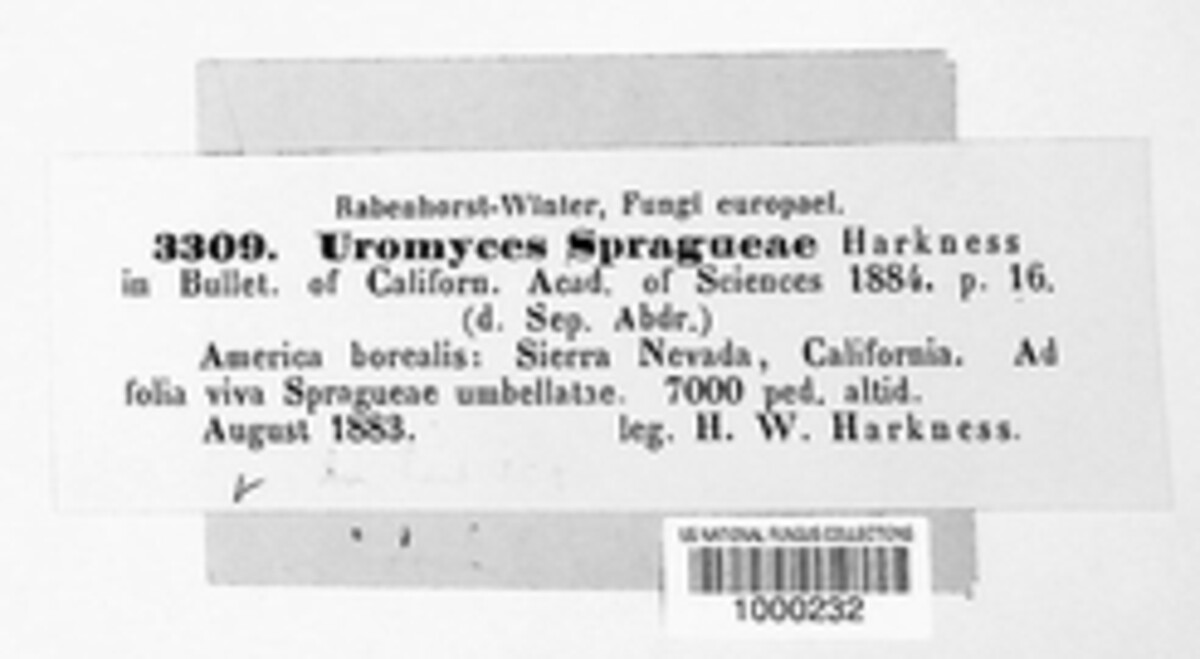 Rabenhorst-Winter, Fungi europaei.
3309. Uromyces Spragueae Harkness
in Bullet. of Californ. Acad. of Sciences 1884. p. 16.
(d. Sep. Abdr.)
America borealis: Sierra Nevada, California. Ad
folia viva Spragueae umbellatae. 7000 ped. altid.
August 1883. leg. H. W. Harkness.
US NATIONAL FUNGUS COLLECTIONS
1000232